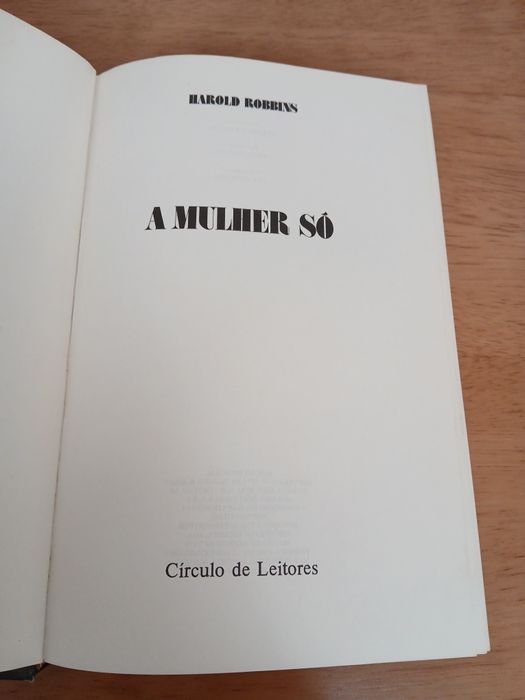 HAROLD ROBBINS
A MULHER SÓ
Círculo de Leitores